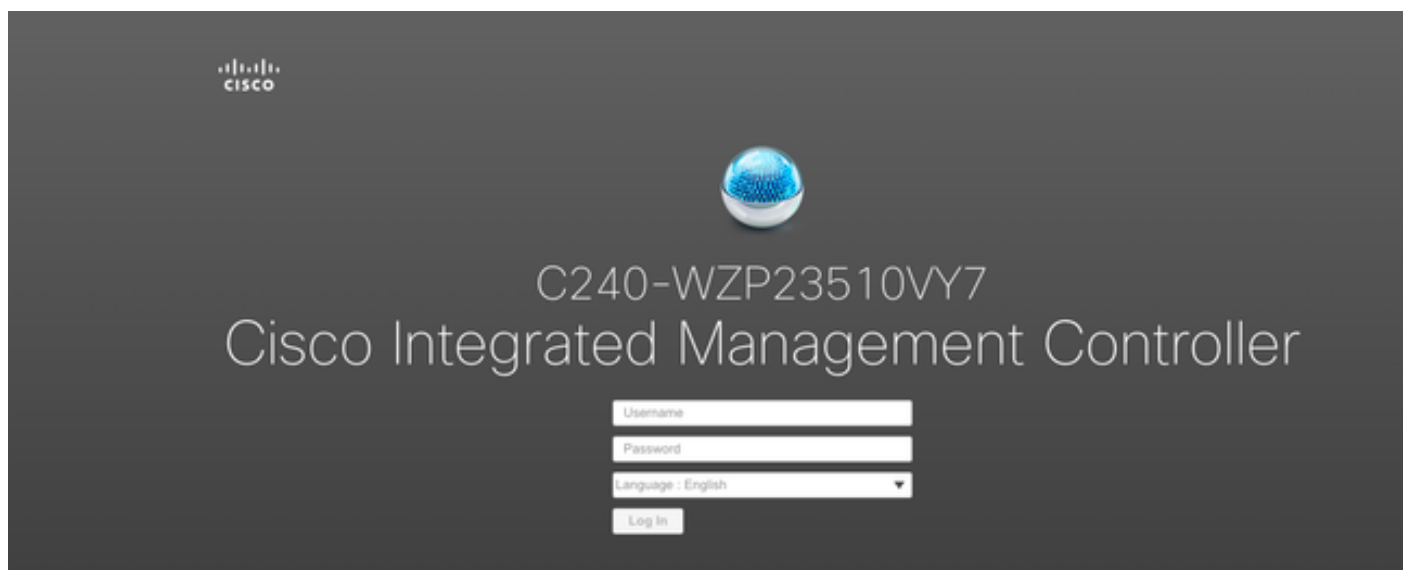 CISCO
C240-WZP23510VY7
Cisco Integrated Management Controller
Username
Password
Language : English
Log In